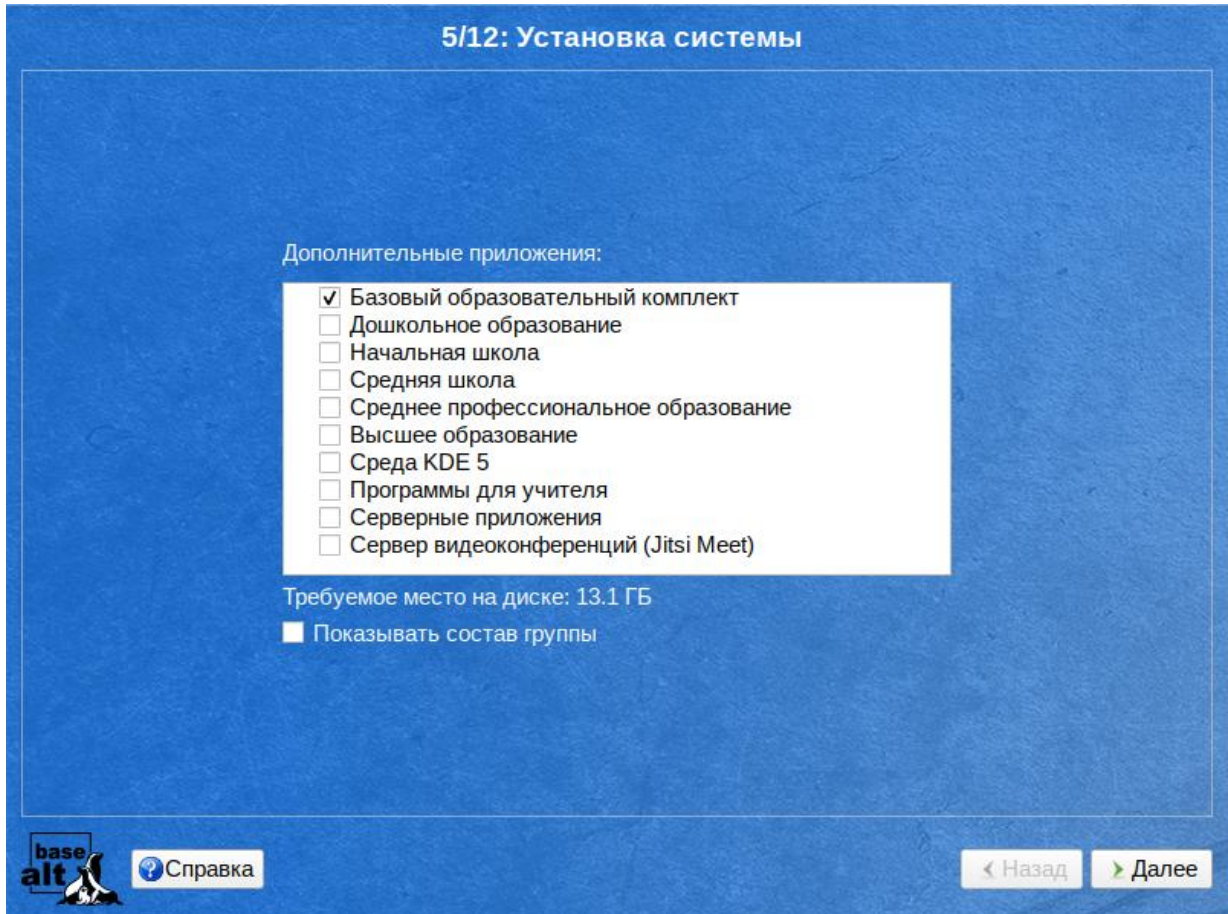 5/12: Установка системы
Дополнительные приложения:
Базовый образовательный комплект
Дошкольное образование
Начальная школа
Средняя школа
Среднее профессиональное образование
Высшее образование
Среда KDE 5
Программы для учителя
Серверные приложения
Сервер видеоконференций (Jitsi Meet)
Требуемое место на диске: 13.1 ГБ
Показывать состав группы
base
alt
Справка
Назад
Далее